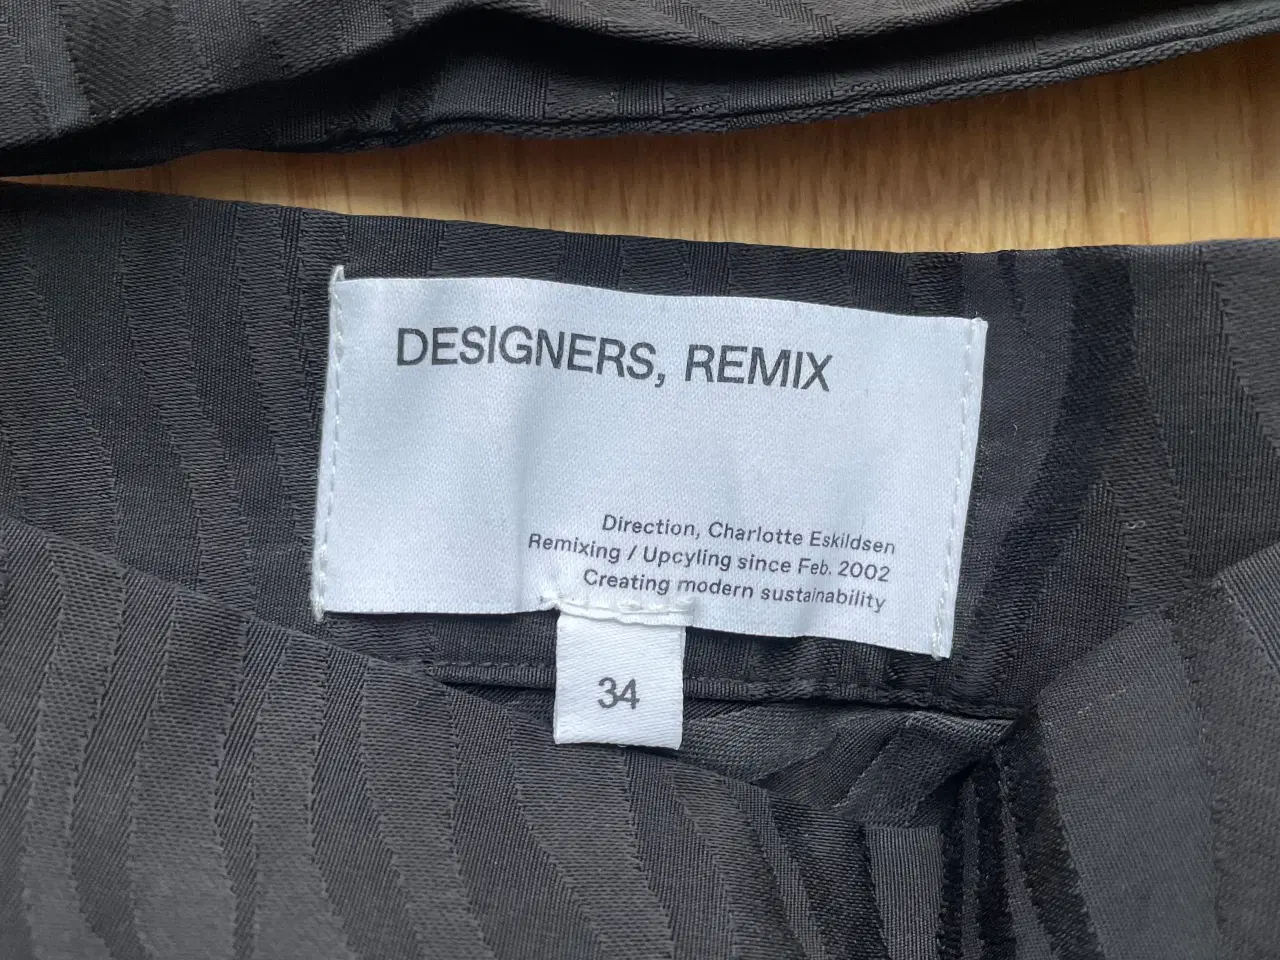 DESIGNERS, REMIX
Direction, Charlotte Eskildsen
Remixing / Upcyling since Feb. 2002
Creating modern sustainability
34